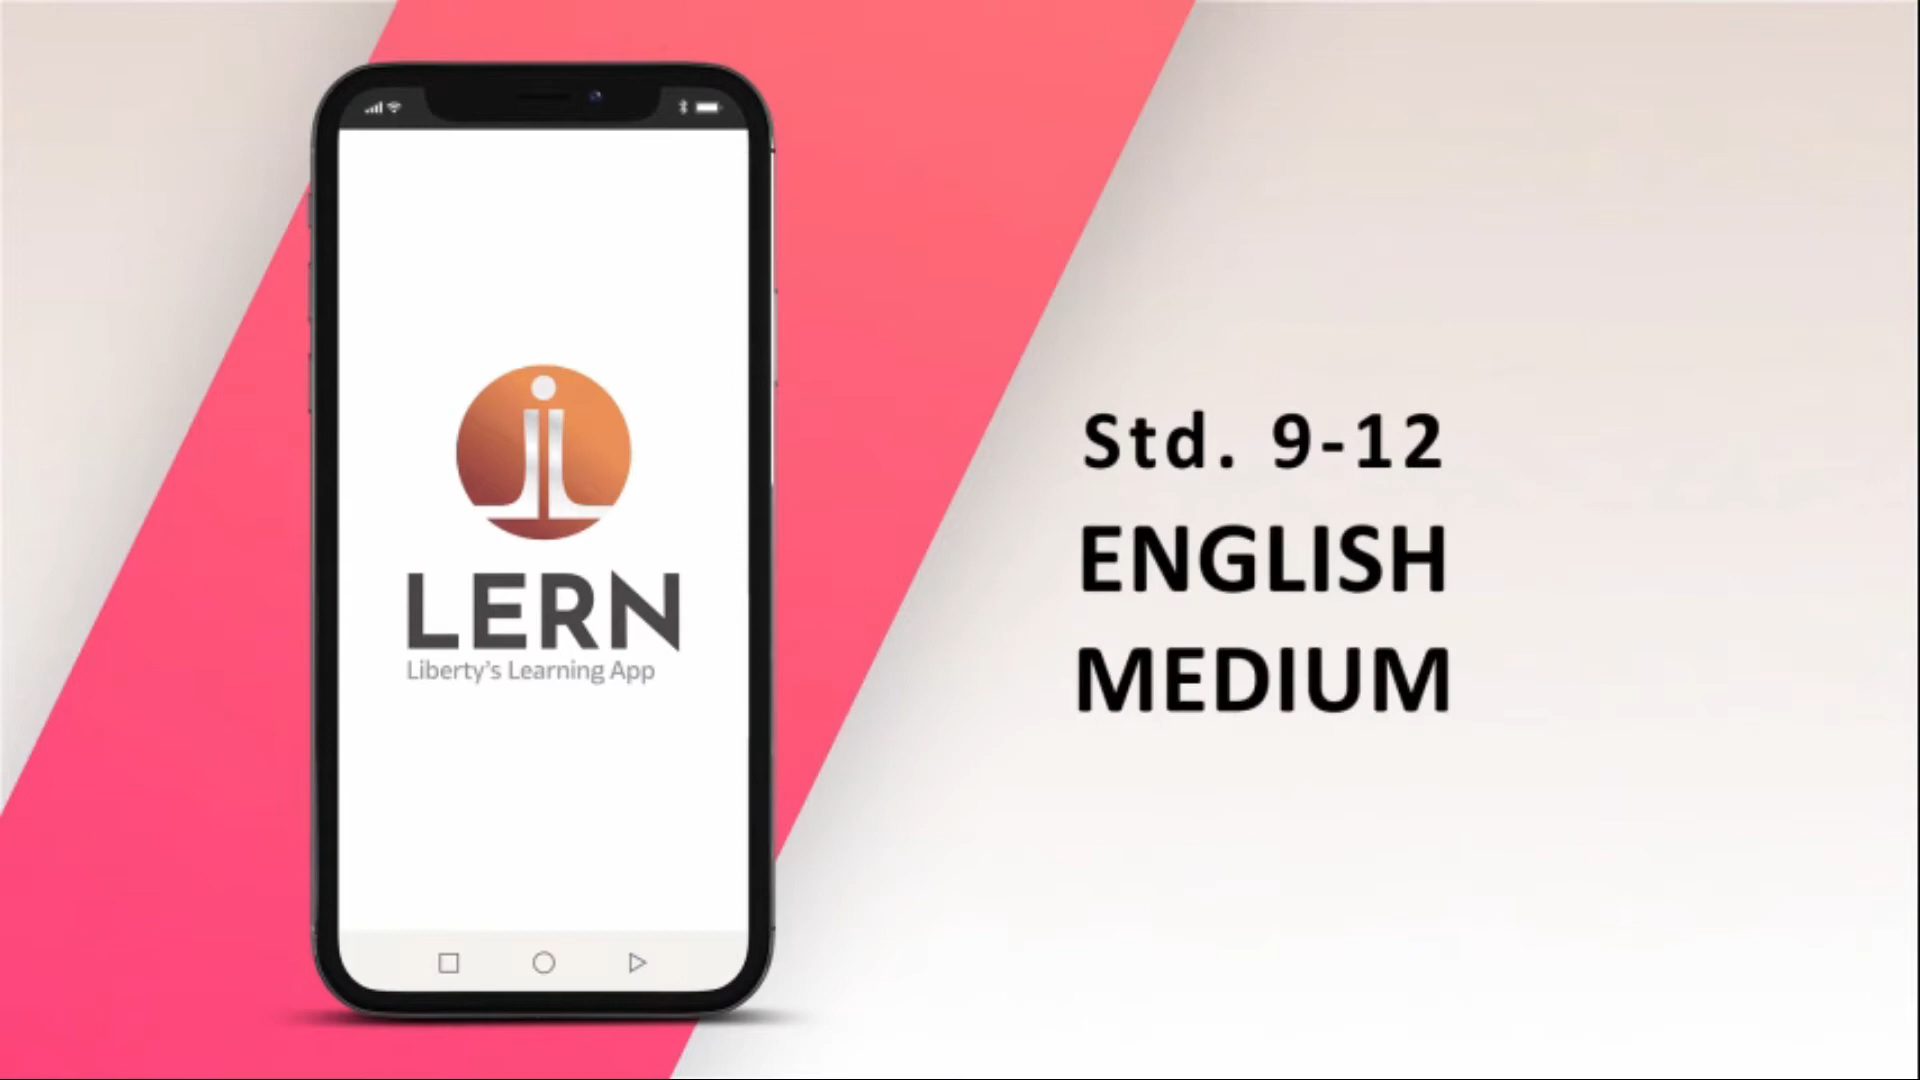 LERN
Liberty's Learning App
Std. 9-12
ENGLISH
MEDIUM